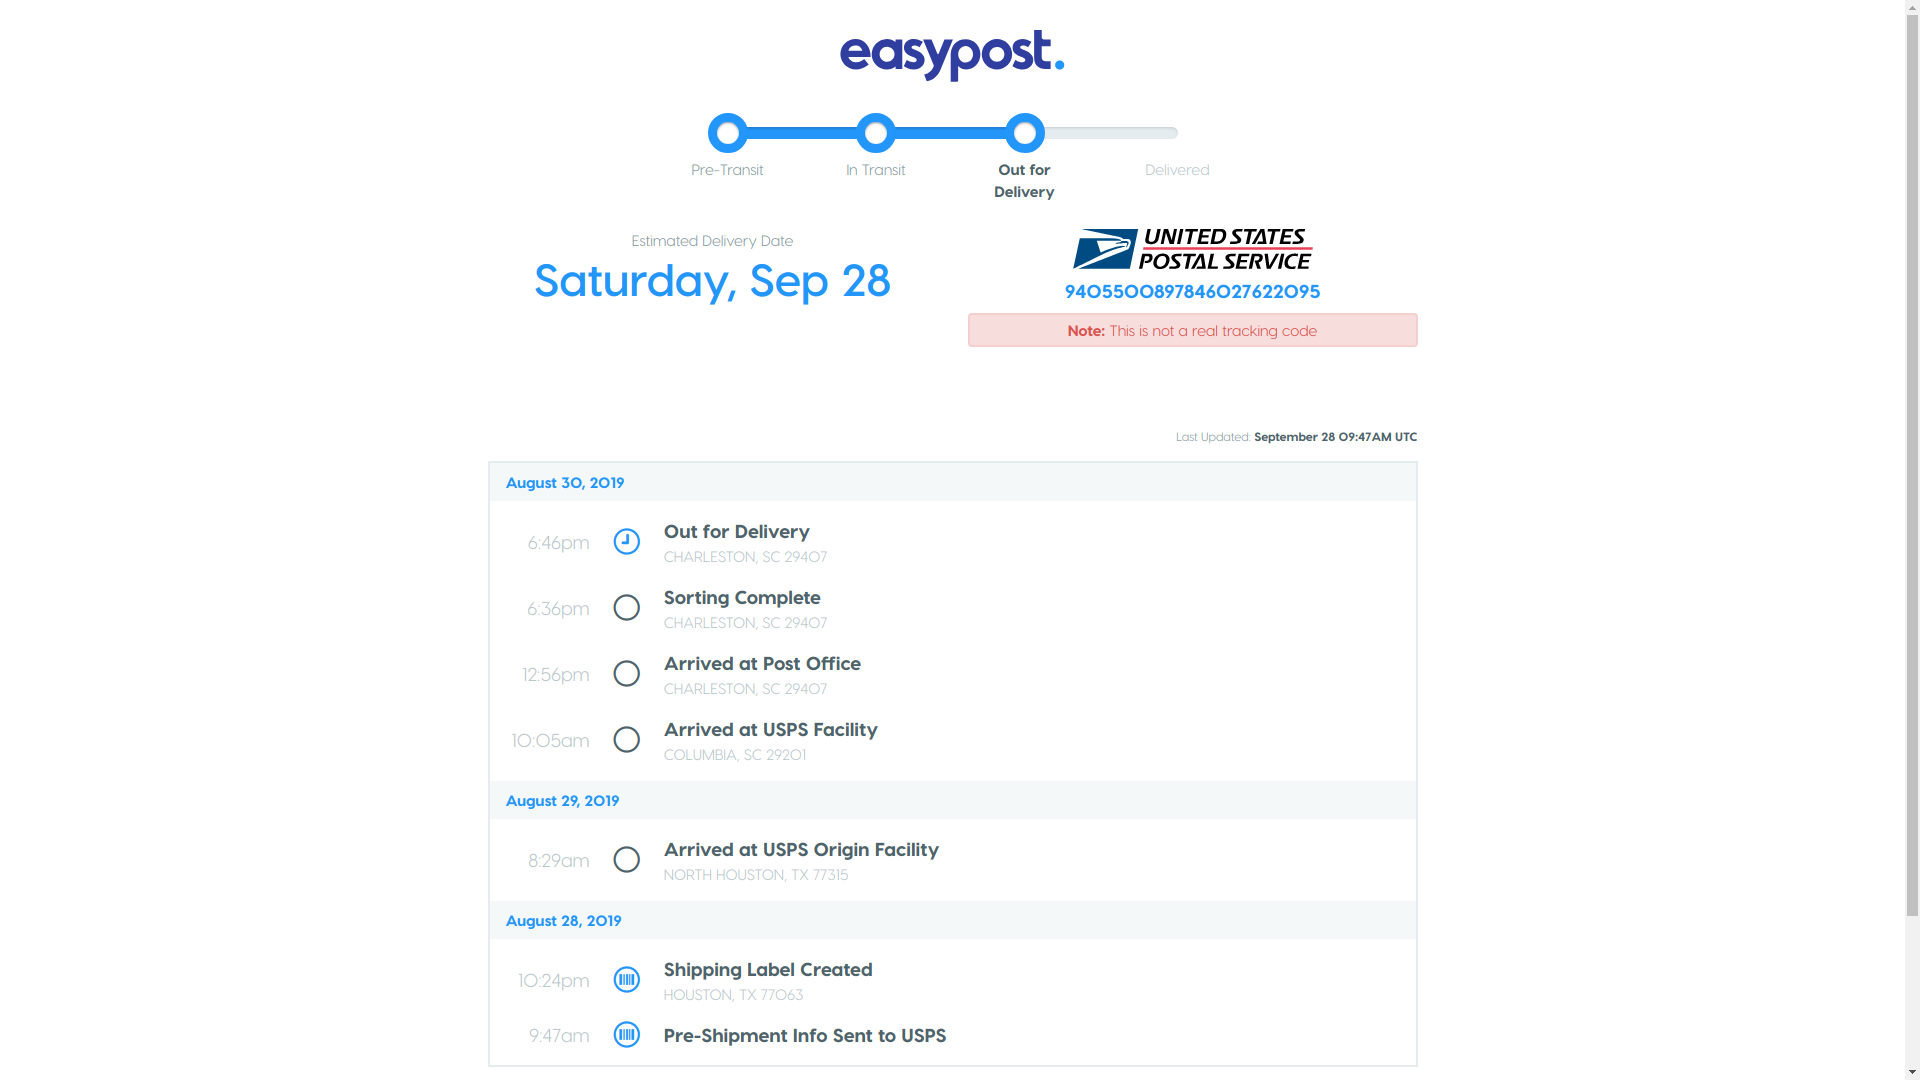 easypost.
Pre-Transit
In Transit
Out for
Delivery
Delivered
Estimated Delivery Date
Saturday, Sep 28
UNITED STATES
POSTAL SERVICE
9405500897846027622095
Note: This is not a real tracking code
Last Updated: September 28 09:47AM UTC
August 30, 2019
6:46pm
Out for Delivery
CHARLESTON, SC 29407
6:36pm
Sorting Complete
CHARLESTON, SC 29407
12:56pm
Arrived at Post Office
CHARLESTON, SC 29407
10:05am
Arrived at USPS Facility
COLUMBIA, SC 29201
August 29, 2019
8:29am
Arrived at USPS Origin Facility
NORTH HOUSTON, TX 77315
August 28, 2019
10:24pm
Shipping Label Created
HOUSTON, TX 77063
9:47am
Pre-Shipment Info Sent to USPS